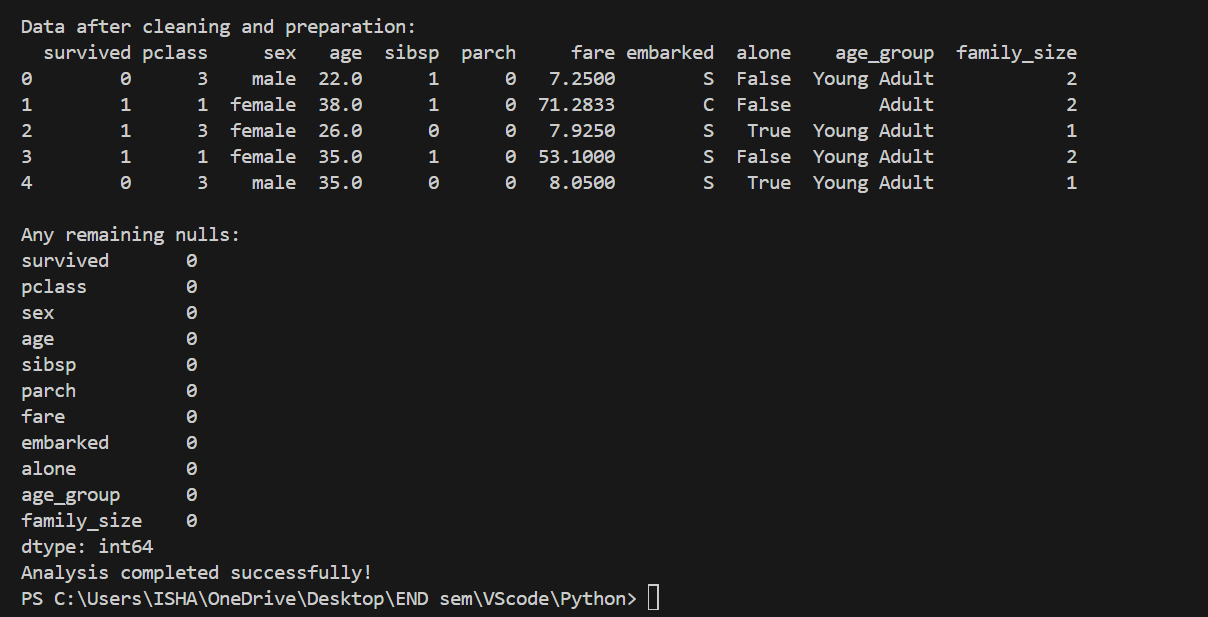 Data after cleaning and preparation:
  survived pclass     sex   age  sibsp  parch     fare embarked  alone    age_group  family_size
0        0      3    male  22.0      1      0   7.2500        S  False  Young Adult            2
1        1      1  female  38.0      1      0  71.2833        C  False        Adult            2
2        1      3  female  26.0      0      0   7.9250        S   True  Young Adult            1
3        1      1  female  35.0      1      0  53.1000        S  False  Young Adult            2
4        0      3    male  35.0      0      0   8.0500        S   True  Young Adult            1
Any remaining nulls:
survived       0
pclass         0
sex            0
age            0
sibsp          0
parch          0
fare           0
embarked       0
alone          0
age_group      0
family_size    0
dtype: int64
Analysis completed successfully!
PS C:\Users\ISHA\OneDrive\Desktop\END sem\VScode\Python>